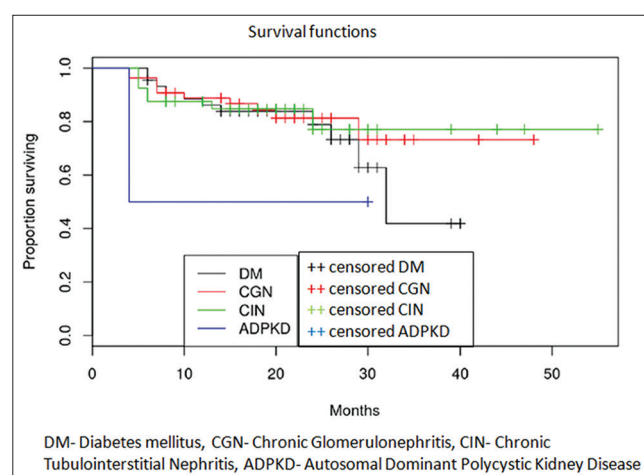 Survival functions
Proportion surviving
1.0
0.8
0.6
0.4
0.2
0.0
DM
CGN
CIN
ADPKD
++ censored DM
++ censored CGN
++ censored CIN
++ censored ADPKD
0 10 20 30 40 50
Months
DM- Diabetes mellitus, CGN- Chronic Glomerulonephritis, CIN- Chronic
Tubulointerstitial Nephritis, ADPKD- Autosomal Dominant Polycystic Kidney Disease